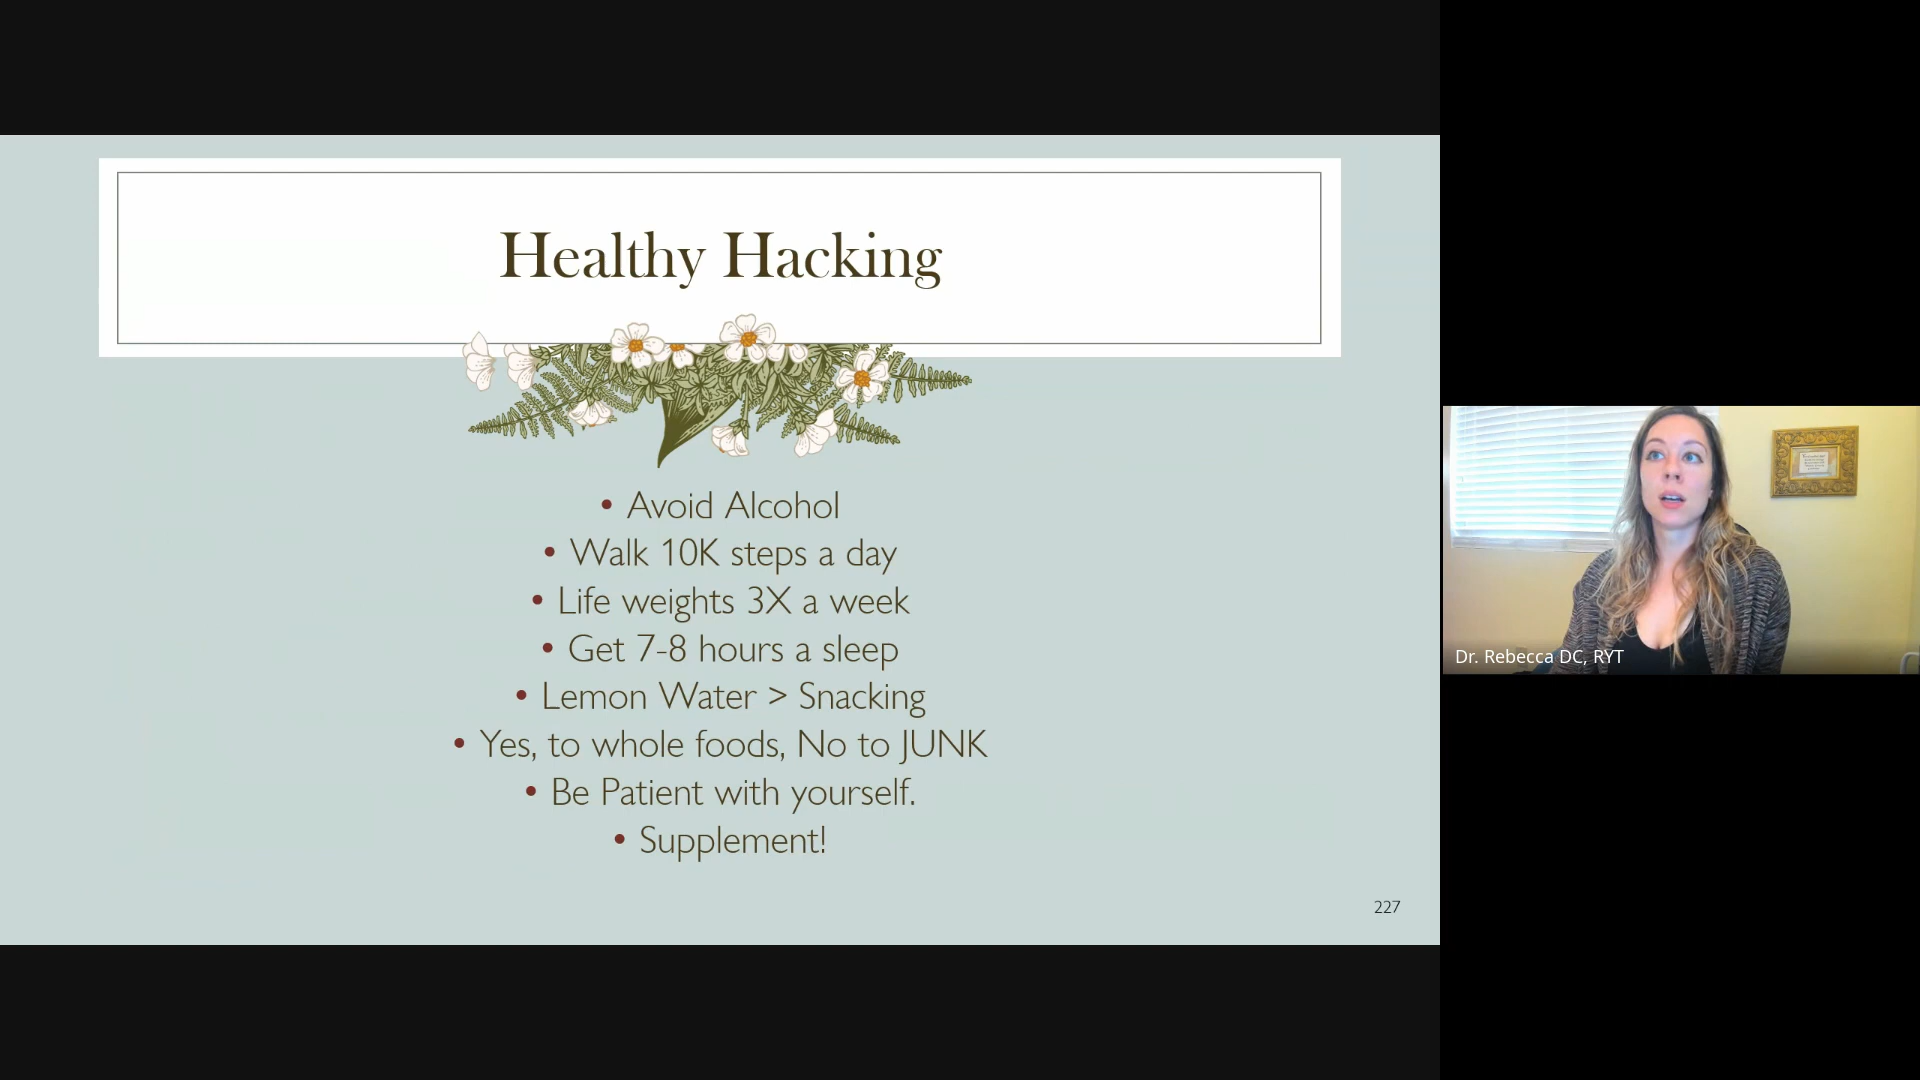 Healthy Hacking
• Avoid Alcohol
• Walk 10K steps a day
• Life weights 3X a week
• Get 7-8 hours a sleep
• Lemon Water > Snacking
• Yes, to whole foods, No to JUNK
• Be Patient with yourself.
• Supplement!
227
Dr. Rebecca DC, RYT